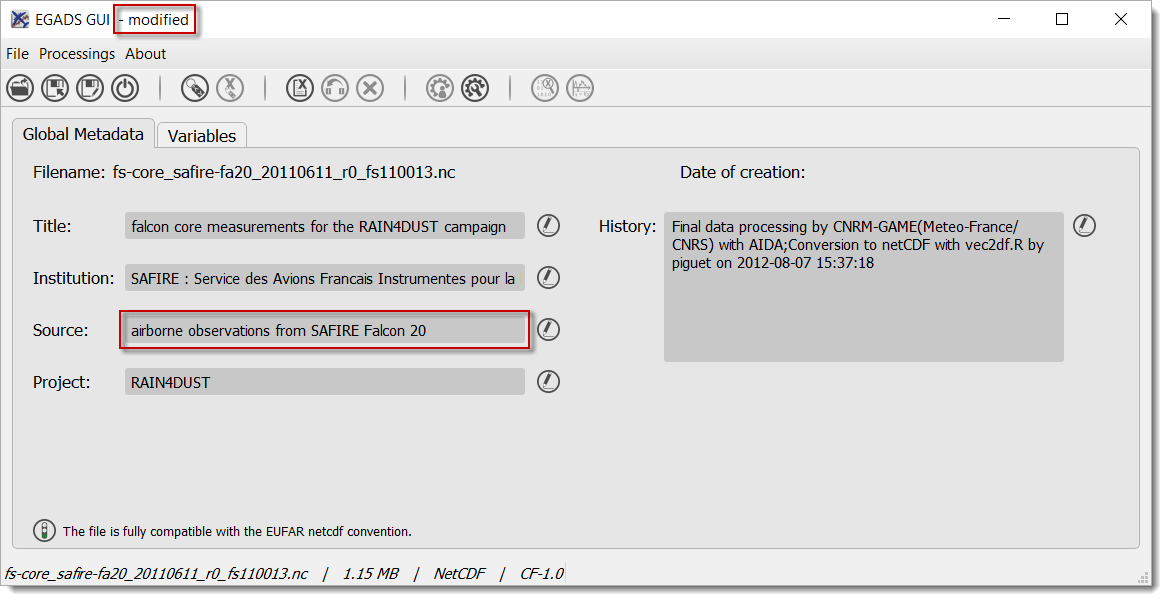 EGADS GUI - modified
File Processings About
Global Metadata Variables
Filename: fs-core_safire-fa20_20110611_r0_fs110013.nc
Date of creation:
Title: falcon core measurements for the RAIN4DUST campaign
Institution: SAFIRE : Service des Avions Francais Instrumentes pour la
Source: airborne observations from SAFIRE Falcon 20
Project: RAIN4DUST
History: Final data processing by CNRM-GAME(Meteo-France/
CNRS) with AIDA;Conversion to netCDF with vec2df.R by
piguet on 2012-08-07 15:37:18
The file is fully compatible with the EUFAR netcdf convention.
fs-core_safire-fa20_20110611_r0_fs110013.nc | 1.15 MB | NetCDF | CF-1.0